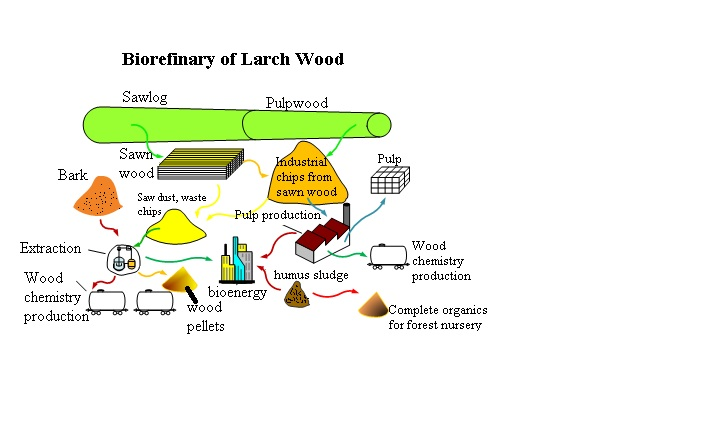 Biorefinary of Larch Wood
Sawlog
Pulpwood
Sawn
wood
Industrial
chips from
sawn wood
Pulp
Bark
Saw dust, waste
chips
Pulp production
Extraction
Wood
chemistry
production
humus sludge
Wood
chemistry
production
bioenergy
wood
pellets
Complete organics
for forest nursery